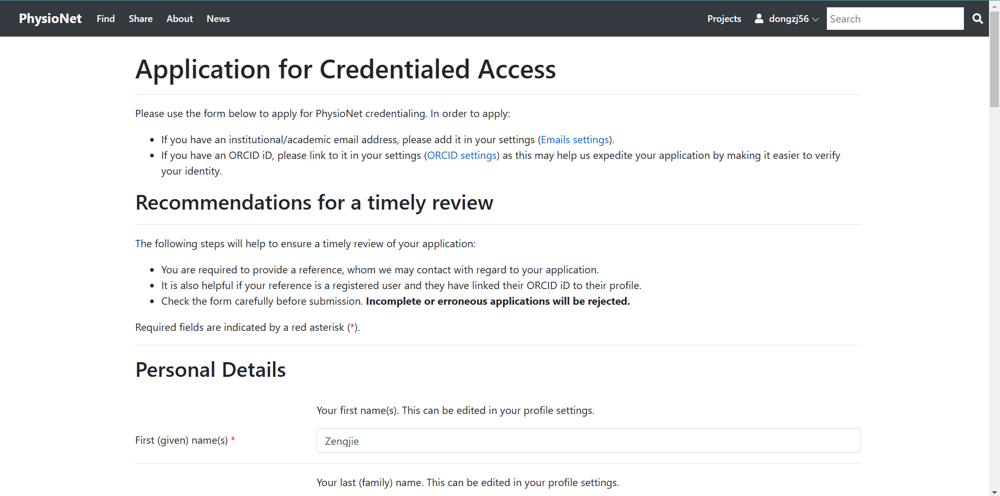 PhysioNet Find Share About News Projects dongzj56 Search
Application for Credentialed Access
Please use the form below to apply for PhysioNet credentialing. In order to apply:
If you have an institutional/academic email address, please add it in your settings (Emails settings).
If you have an ORCID iD, please link to it in your settings (ORCID settings) as this may help us expedite your application by making it easier to verify
your identity.
Recommendations for a timely review
The following steps will help to ensure a timely review of your application:
You are required to provide a reference, whom we may contact with regard to your application.
It is also helpful if your reference is a registered user and they have linked their ORCID iD to their profile.
Check the form carefully before submission. Incomplete or erroneous applications will be rejected.
Required fields are indicated by a red asterisk (*).
Personal Details
Your first name(s). This can be edited in your profile settings.
First (given) name(s) *
Zengjie
Your last (family) name. This can be edited in your profile settings.